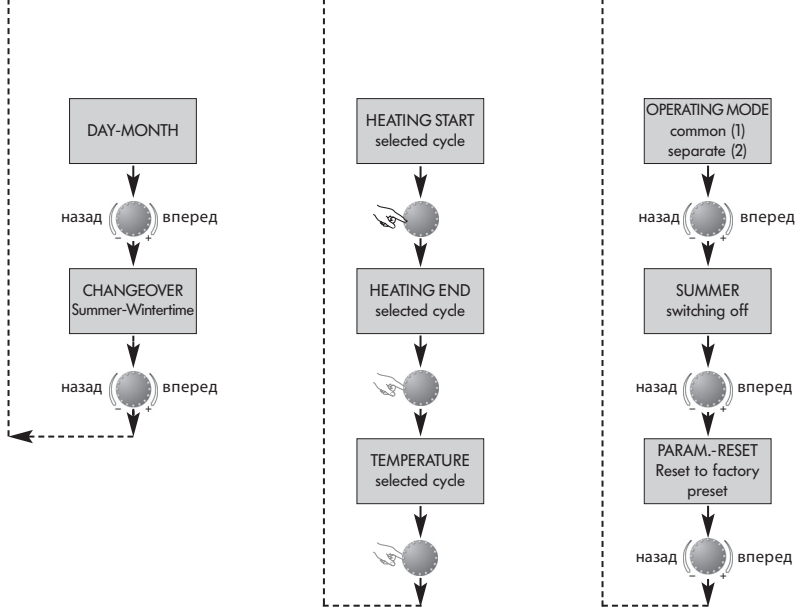 DAY-MONTH
назад
вперед
– +
CHANGEOVER
Summer-Wintertime
назад
вперед
– +
HEATING START
selected cycle
HEATING END
selected cycle
TEMPERATURE
selected cycle
OPERATING MODE
common (1)
separate (2)
назад
вперед
– +
SUMMER
switching off
назад
вперед
– +
PARAM.-RESET
Reset to factory
preset
назад
вперед
– +